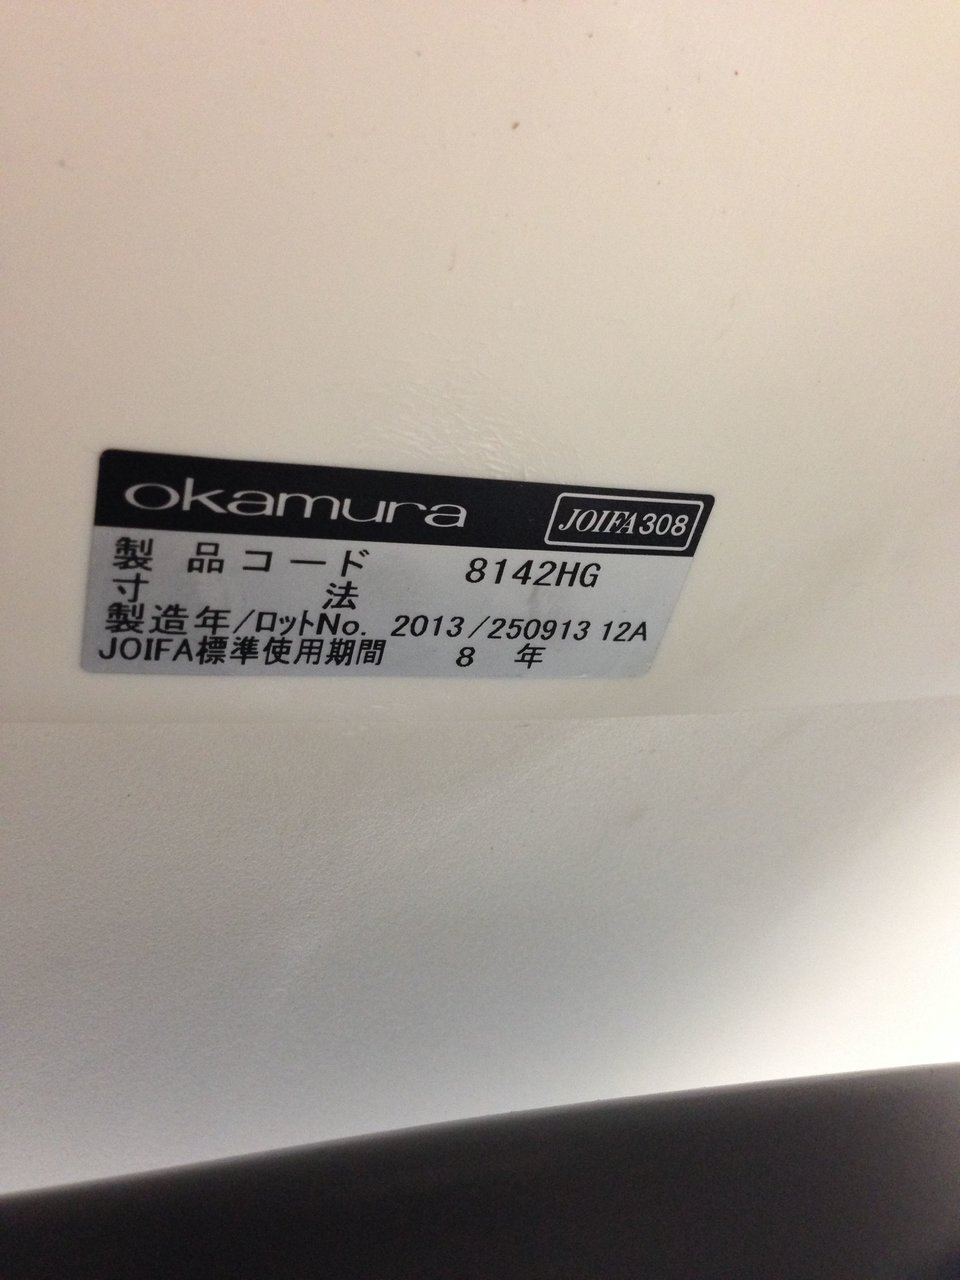 okamura JOIFA308
製品コード 8142HG
寸法
製造年/ロットNo. 2013/250913 12A
JOIFA標準使用期間 8 年